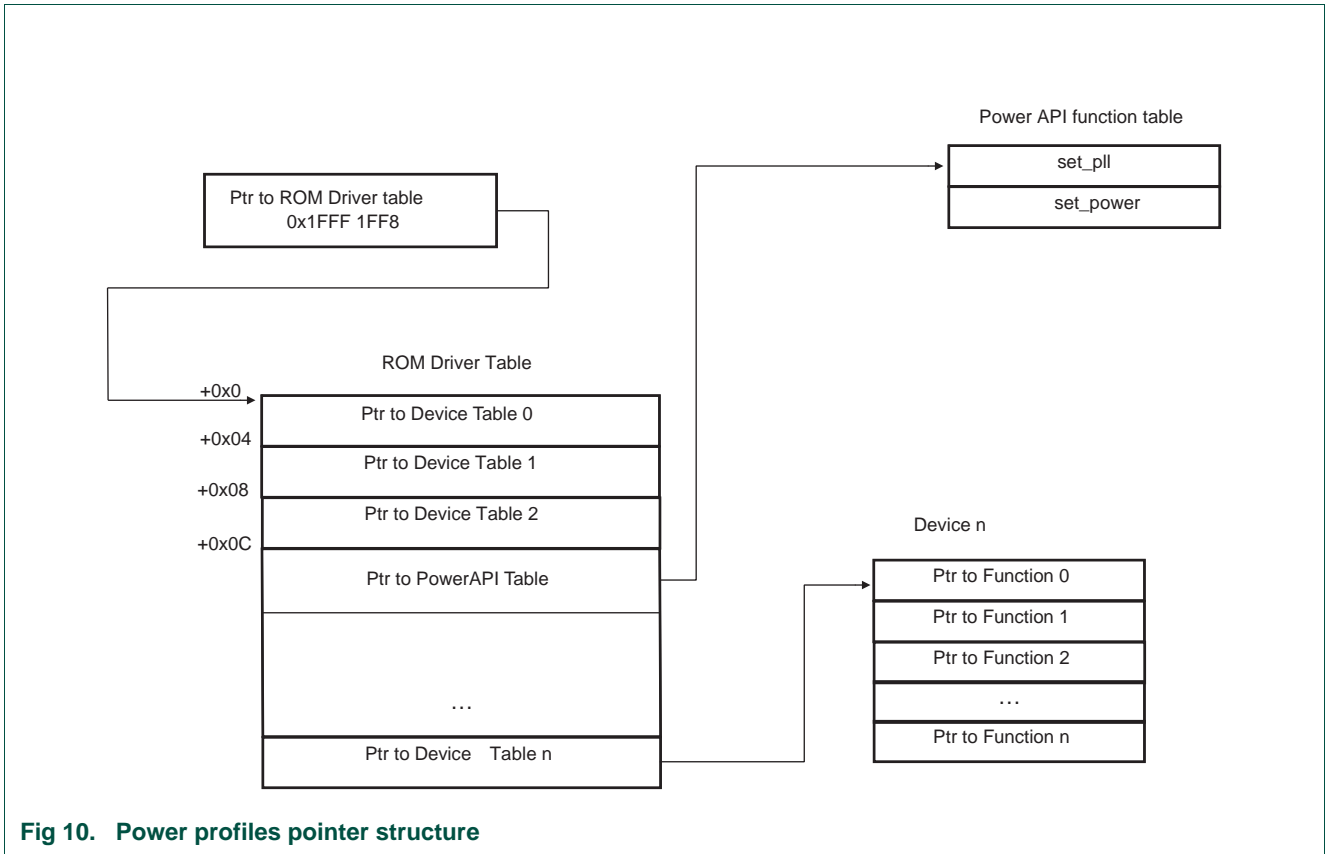 Power API function table
set_pll
set_power
Ptr to ROM Driver table
0x1FFF 1FF8
ROM Driver Table
+0x0
Ptr to Device Table 0
+0x04
Ptr to Device Table 1
+0x08
Ptr to Device Table 2
+0x0C
Ptr to PowerAPI Table
…
Ptr to Device Table n
Device n
Ptr to Function 0
Ptr to Function 1
Ptr to Function 2
…
Ptr to Function n
Fig 10. Power profiles pointer structure